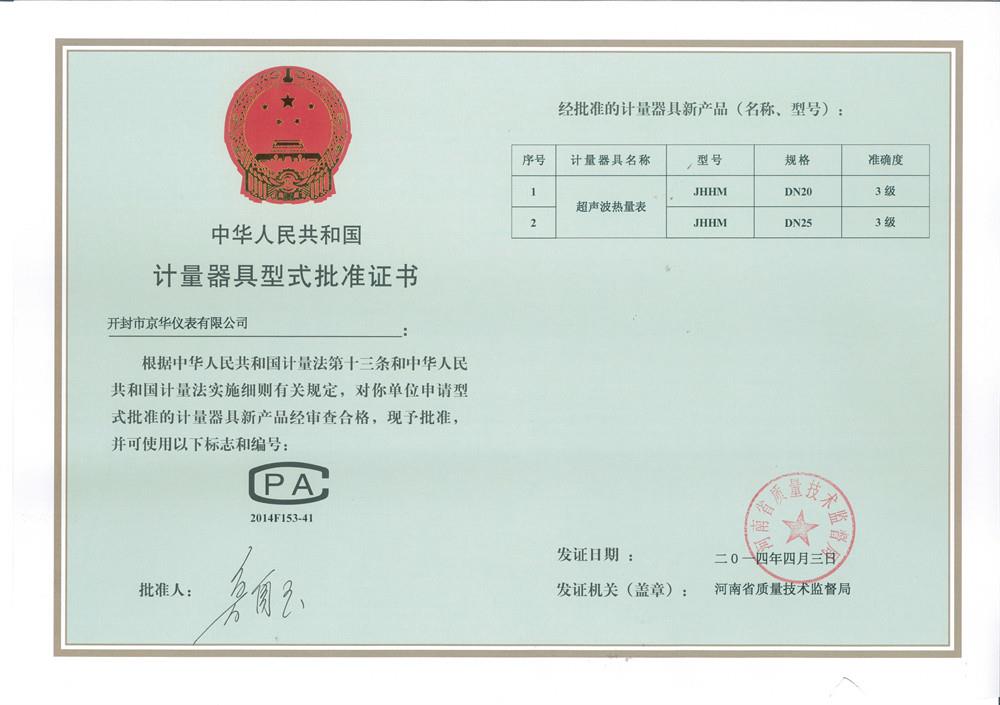 中华人民共和国
计量器具型式批准证书
开封市京华仪表有限公司：
根据中华人民共和国计量法第十三条和中华人民
共和国计量法实施细则有关规定，对你单位申请型
式批准的计量器具新产品经审查合格，现予批准，
并可使用以下标志和编号：
CPA
2014F153-41
批准人：
经批准的计量器具新产品（名称、型号）：
序号 计量器具名称 型号 规格 准确度
1 超声波热量表 JHHM DN20 3级
2 JHHM DN25 3级
河南省质量技术监督局
发证日期： 二〇一四年四月三日
发证机关（盖章）： 河南省质量技术监督局